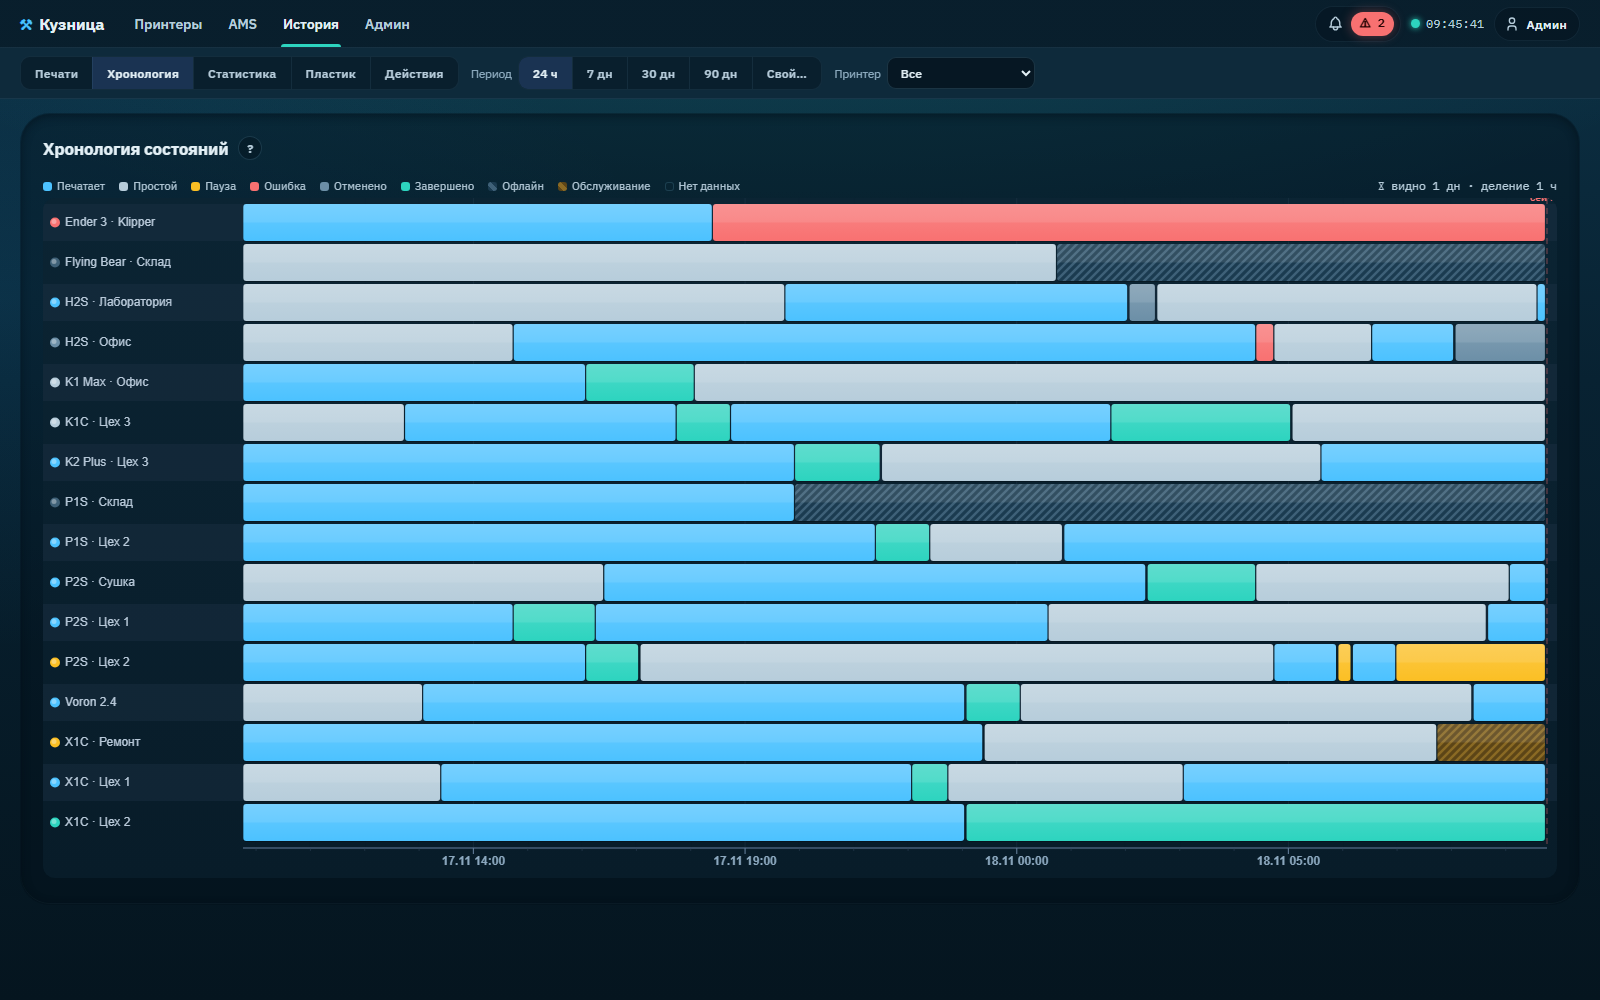 Кузница Принтеры AMS История Админ 2 09:45:41 Админ
Печати Хронология Статистика Пластик Действия Период 24 ч 7 дн 30 дн 90 дн Свой… Принтер Все
Хронология состояний ?
Печатает Простой Пауза Ошибка Отменено Завершено Офлайн Обслуживание Нет данных видно 1 дн · деление 1 ч
Ender 3 · Klipper
Flying Bear · Склад
H2S · Лаборатория
H2S · Офис
K1 Max · Офис
K1C · Цех 3
K2 Plus · Цех 3
P1S · Склад
P1S · Цех 2
P2S · Сушка
P2S · Цех 1
P2S · Цех 2
Voron 2.4
X1C · Ремонт
X1C · Цех 1
X1C · Цех 2
17.11 14:00 17.11 19:00 18.11 00:00 18.11 05:00